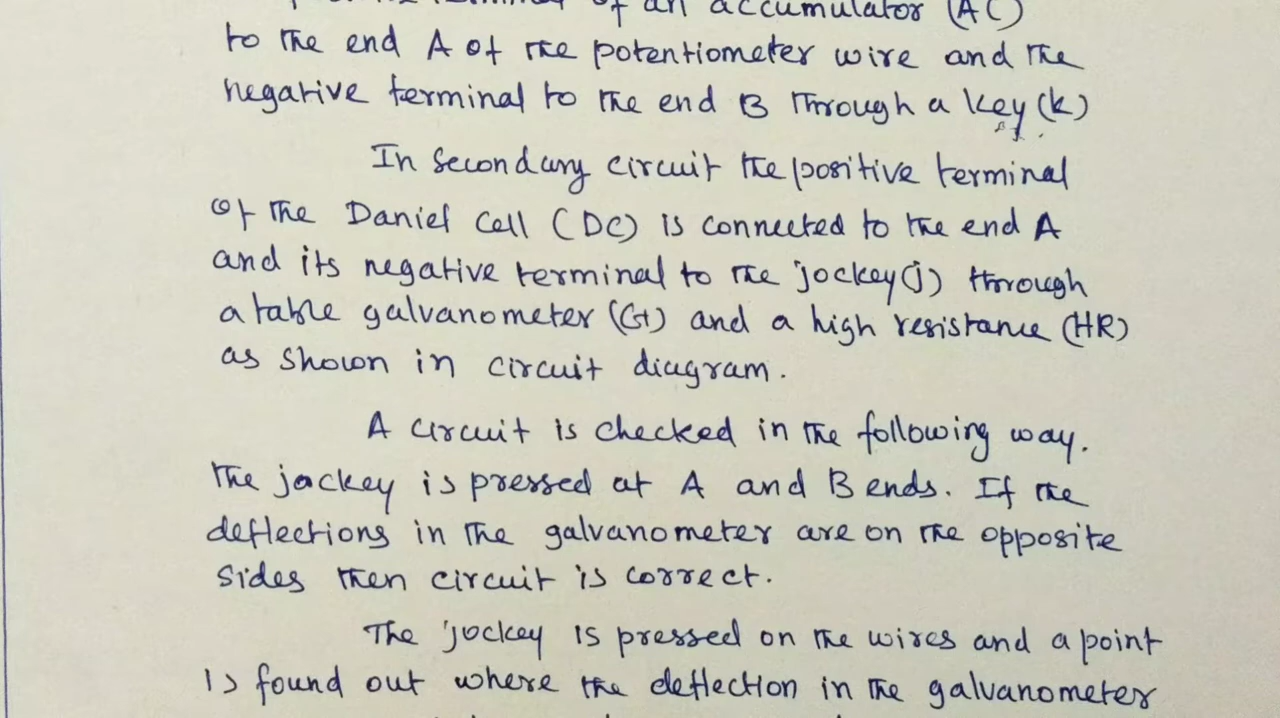 terminal of an accumulator (AC)
to the end A of the potentiometer wire and the
negative terminal to the end B through a key (k)
In secondary circuit the positive terminal
of the Daniel cell (DC) is connected to the end A
and its negative terminal to the jockey (j) through
a table galvanometer (G) and a high resistance (HR)
as shown in circuit diagram.
A circuit is checked in the following way.
The jockey is pressed at A and B ends. If the
deflections in the galvanometer are on the opposite
sides then circuit is correct.
The jockey is pressed on the wires and a point
is found out where the deflection in the galvanometer